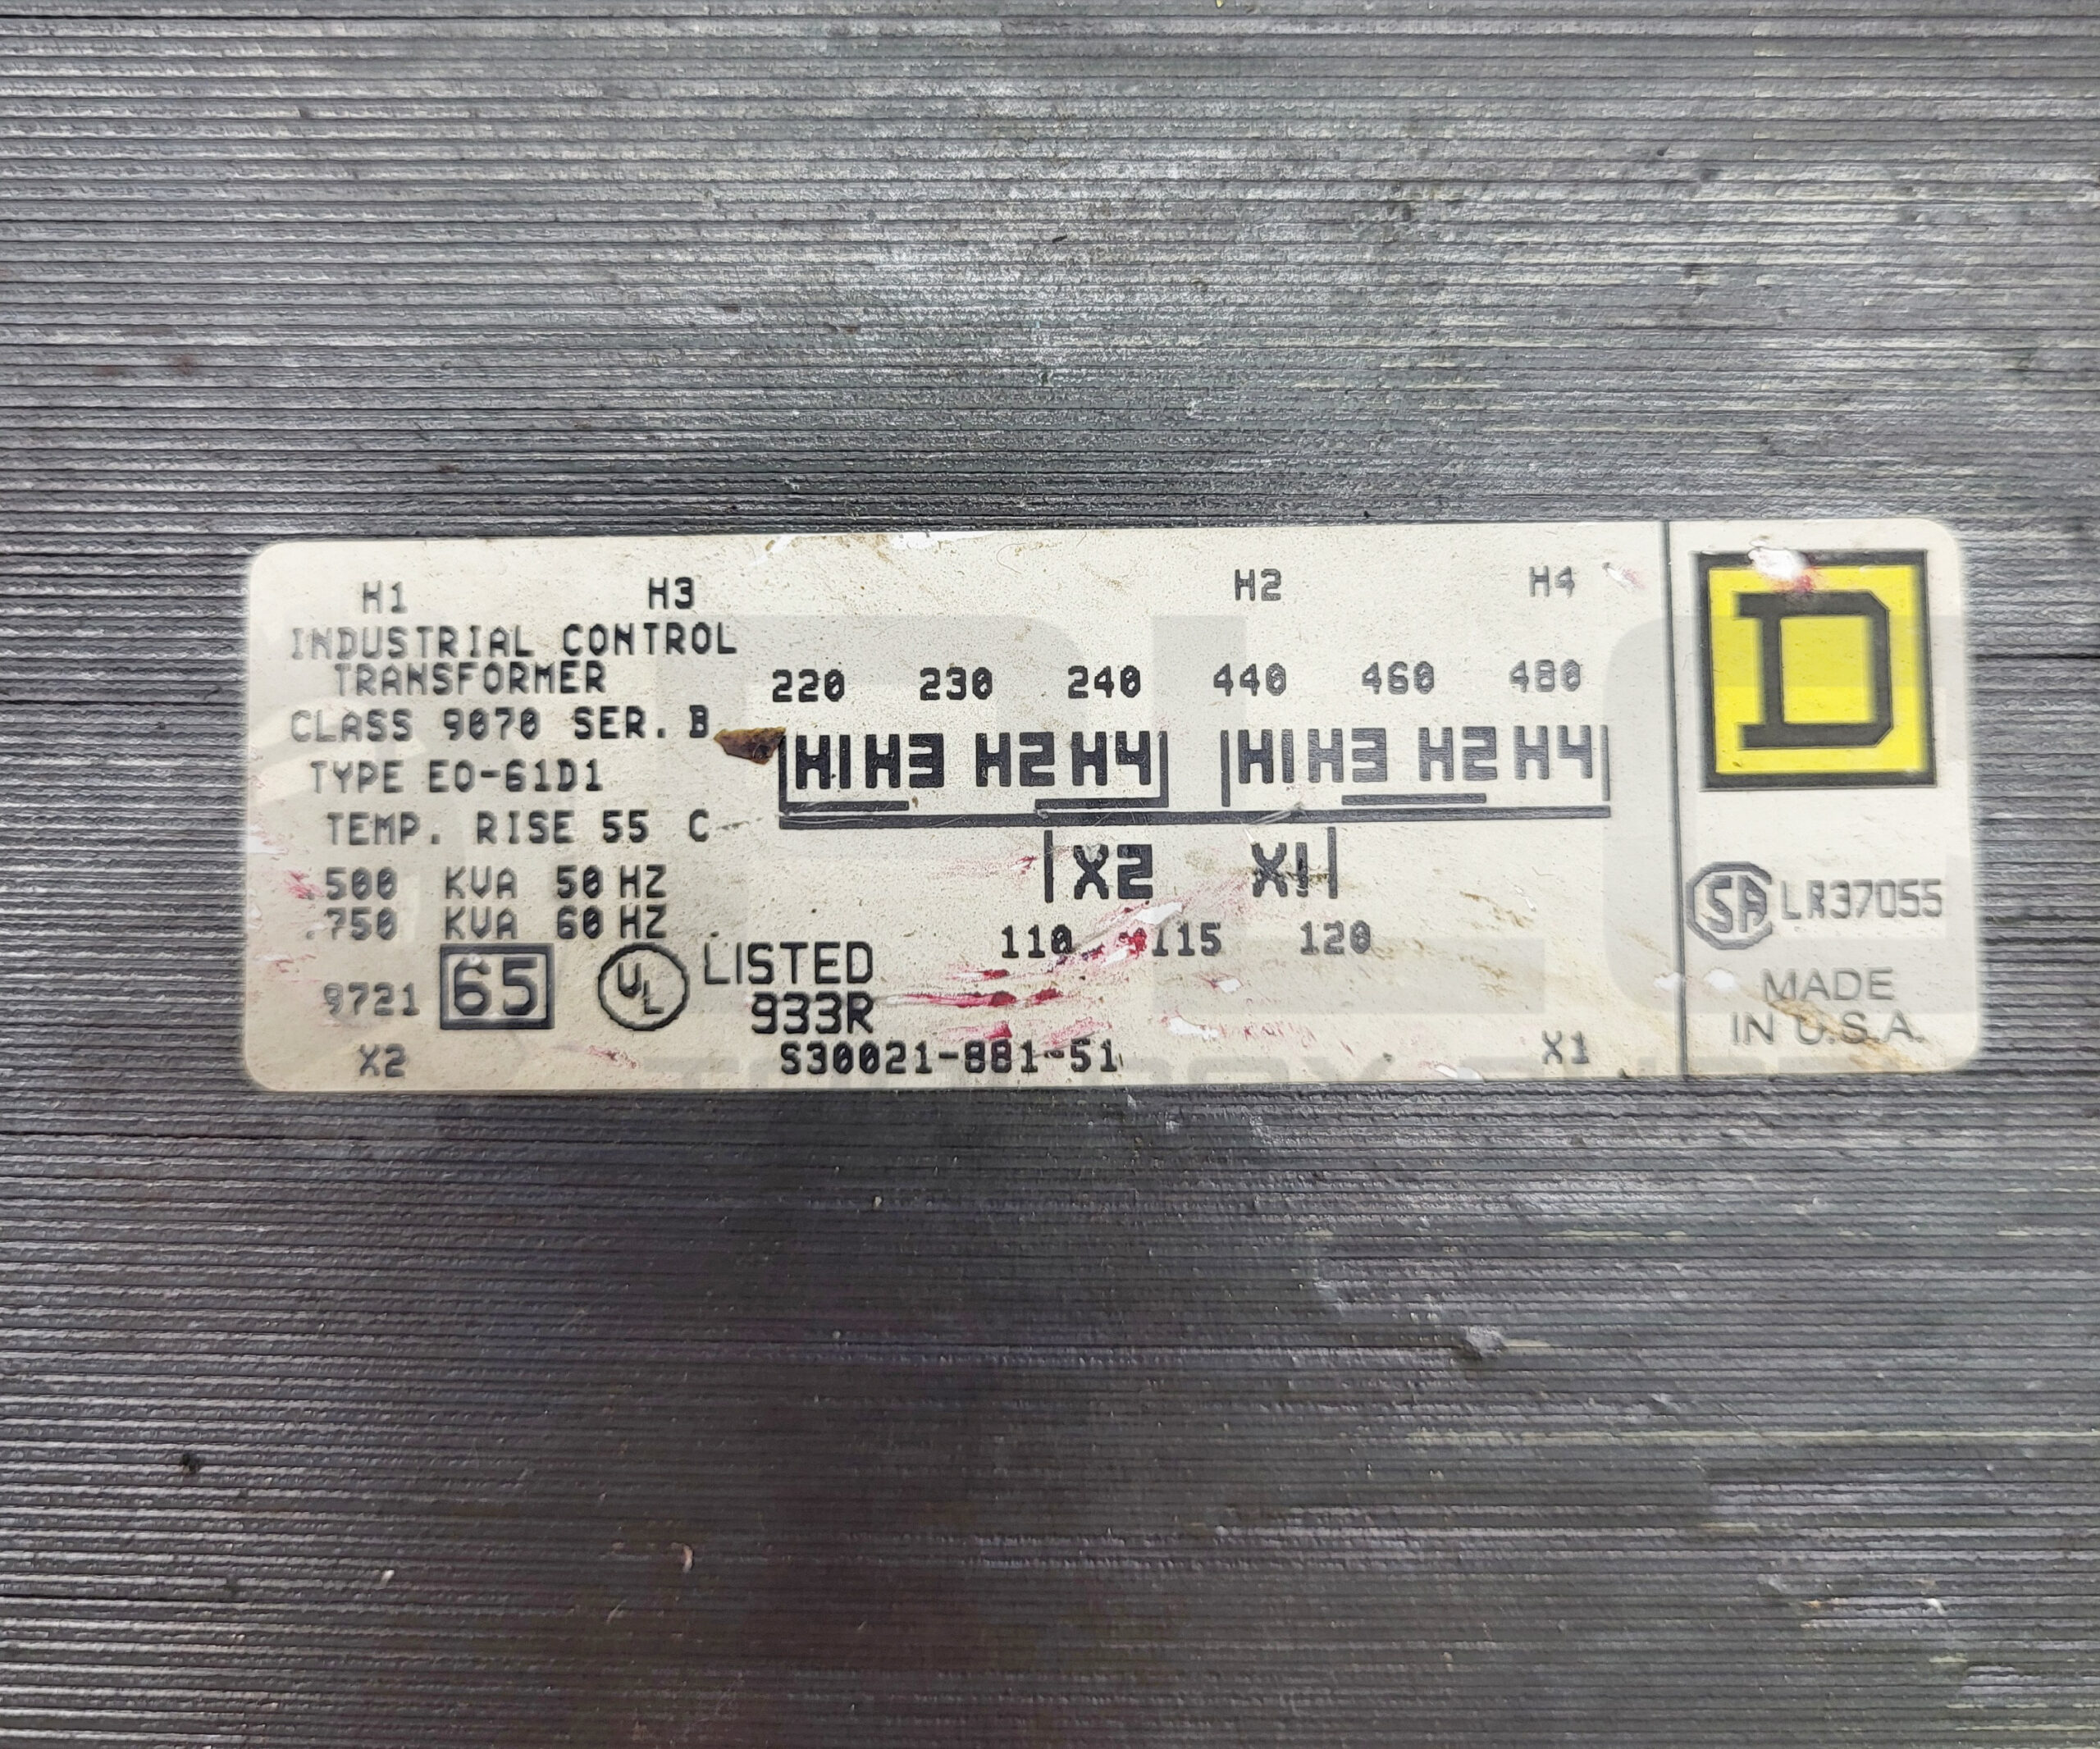 H1 H3 H2 H4
INDUSTRIAL CONTROL
TRANSFORMER
220 230 240 440 460 480
CLASS 9070 SER. B
H1 H3 H2 H4 H1 H3 H2 H4
TYPE EO-61D1
TEMP. RISE 55 C
X2 X1
.500 KVA 50 HZ
.750 KVA 60 HZ
110 115 120
9721 65 UL LISTED
933R
S30021-881-51
X2 X1
D
SA LR37055
MADE
IN U.S.A.